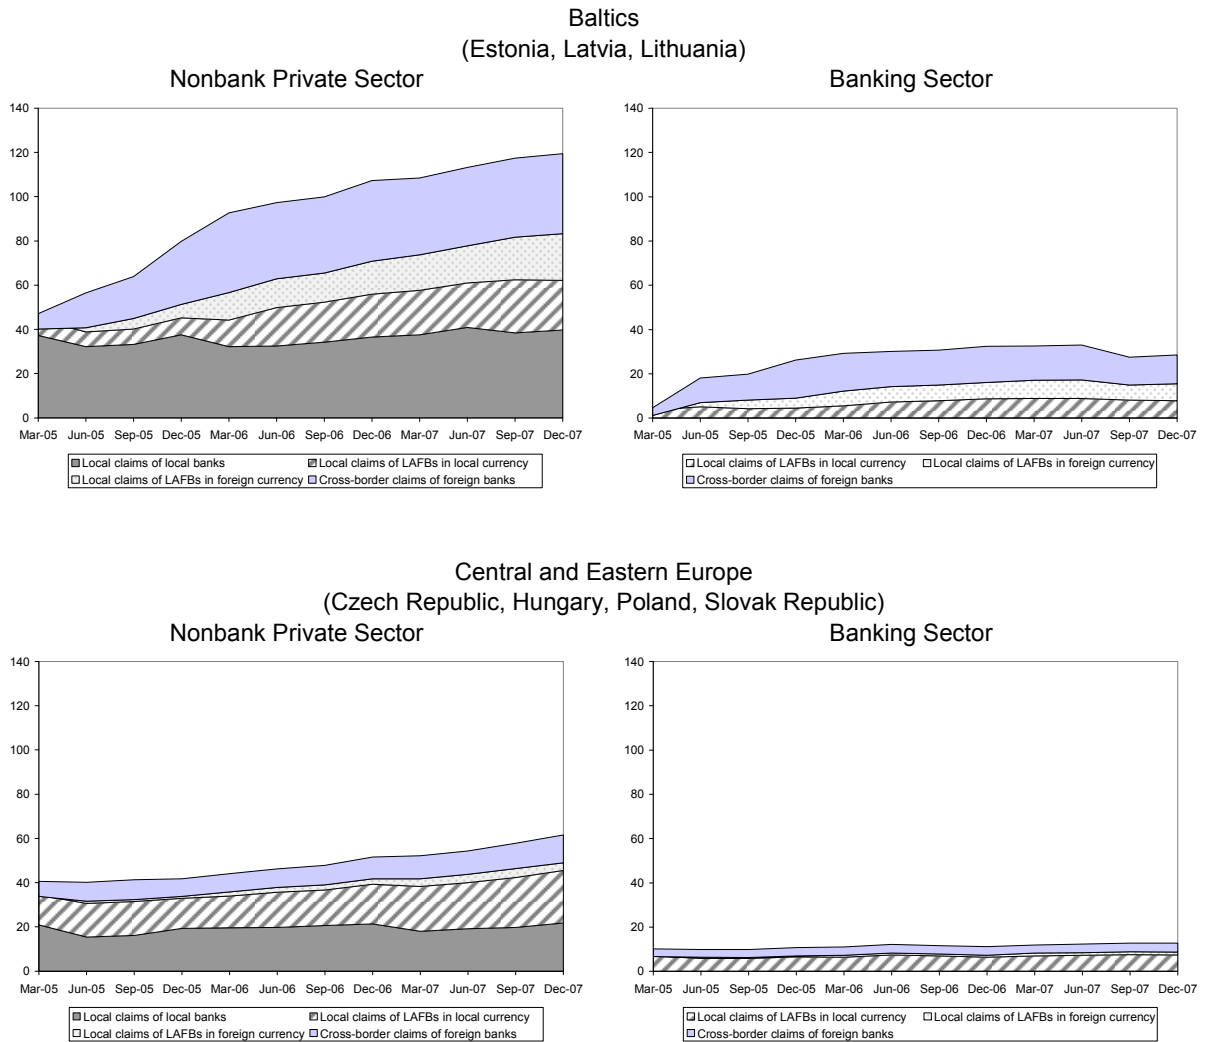 Baltics
(Estonia, Latvia, Lithuania)
Nonbank Private Sector
140
120
100
80
60
40
20
0
Mar-05 Jun-05 Sep-05 Dec-05 Mar-06 Jun-06 Sep-06 Dec-06 Mar-07 Jun-07 Sep-07 Dec-07
Local claims of local banks Local claims of LAFBs in local currency
Local claims of LAFBs in foreign currency Cross-border claims of foreign banks
Banking Sector
140
120
100
80
60
40
20
0
Mar-05 Jun-05 Sep-05 Dec-05 Mar-06 Jun-06 Sep-06 Dec-06 Mar-07 Jun-07 Sep-07 Dec-07
Local claims of LAFBs in local currency Local claims of LAFBs in foreign currency
Cross-border claims of foreign banks
Central and Eastern Europe
(Czech Republic, Hungary, Poland, Slovak Republic)
Nonbank Private Sector
140
120
100
80
60
40
20
0
Mar-05 Jun-05 Sep-05 Dec-05 Mar-06 Jun-06 Sep-06 Dec-06 Mar-07 Jun-07 Sep-07 Dec-07
Local claims of local banks Local claims of LAFBs in local currency
Local claims of LAFBs in foreign currency Cross-border claims of foreign banks
Banking Sector
140
120
100
80
60
40
20
0
Mar-05 Jun-05 Sep-05 Dec-05 Mar-06 Jun-06 Sep-06 Dec-06 Mar-07 Jun-07 Sep-07 Dec-07
Local claims of LAFBs in local currency Local claims of LAFBs in foreign currency
Cross-border claims of foreign banks